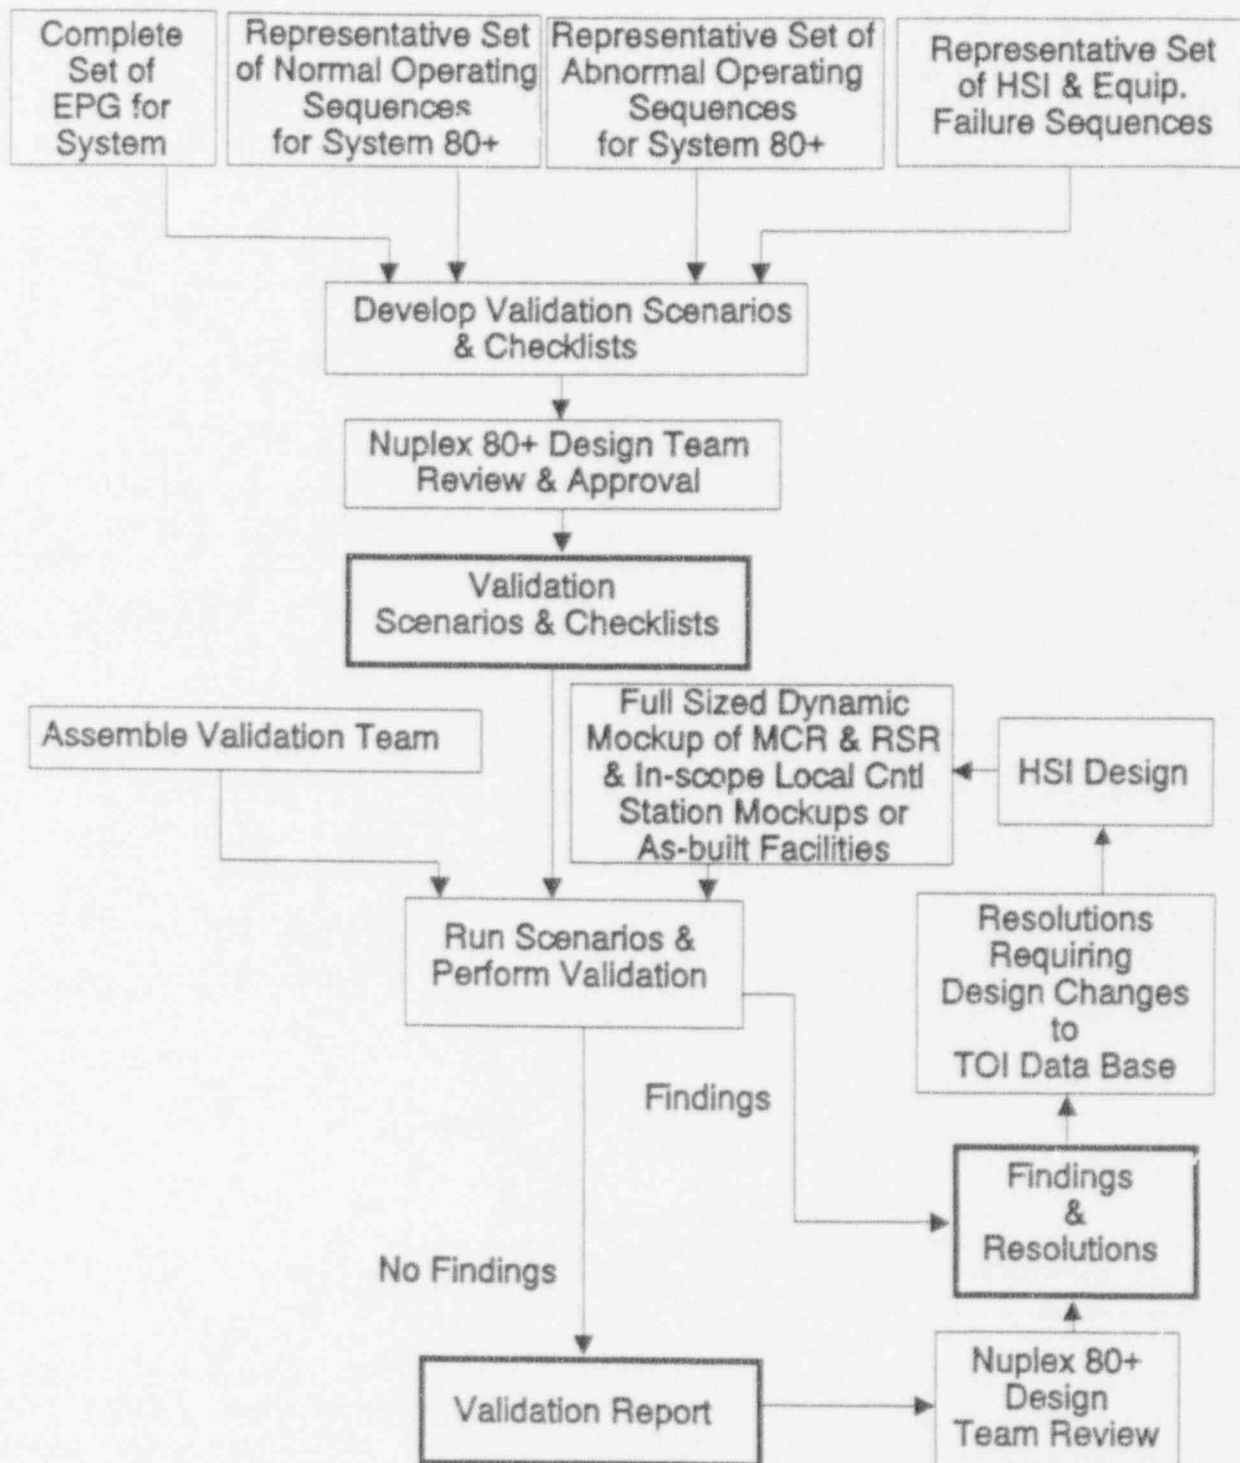 Complete
Set of
EPG for
System
Representative Set
of Normal Operating
Sequences
for System 80+
Representative Set of
Abnormal Operating
Sequences
for System 80+
Representative Set
of HSI & Equip.
Failure Sequences
Develop Validation Scenarios
& Checklists
Nuplex 80+ Design Team
Review & Approval
Validation
Scenarios & Checklists
Assemble Validation Team
Full Sized Dynamic
Mockup of MCR & RSR
& In-scope Local Cntl
Station Mockups or
As-built Facilities
HSI Design
Run Scenarios &
Perform Validation
Resolutions
Requiring
Design Changes
to
TOI Data Base
Findings
Findings
&
Resolutions
No Findings
Validation Report
Nuplex 80+
Design
Team Review